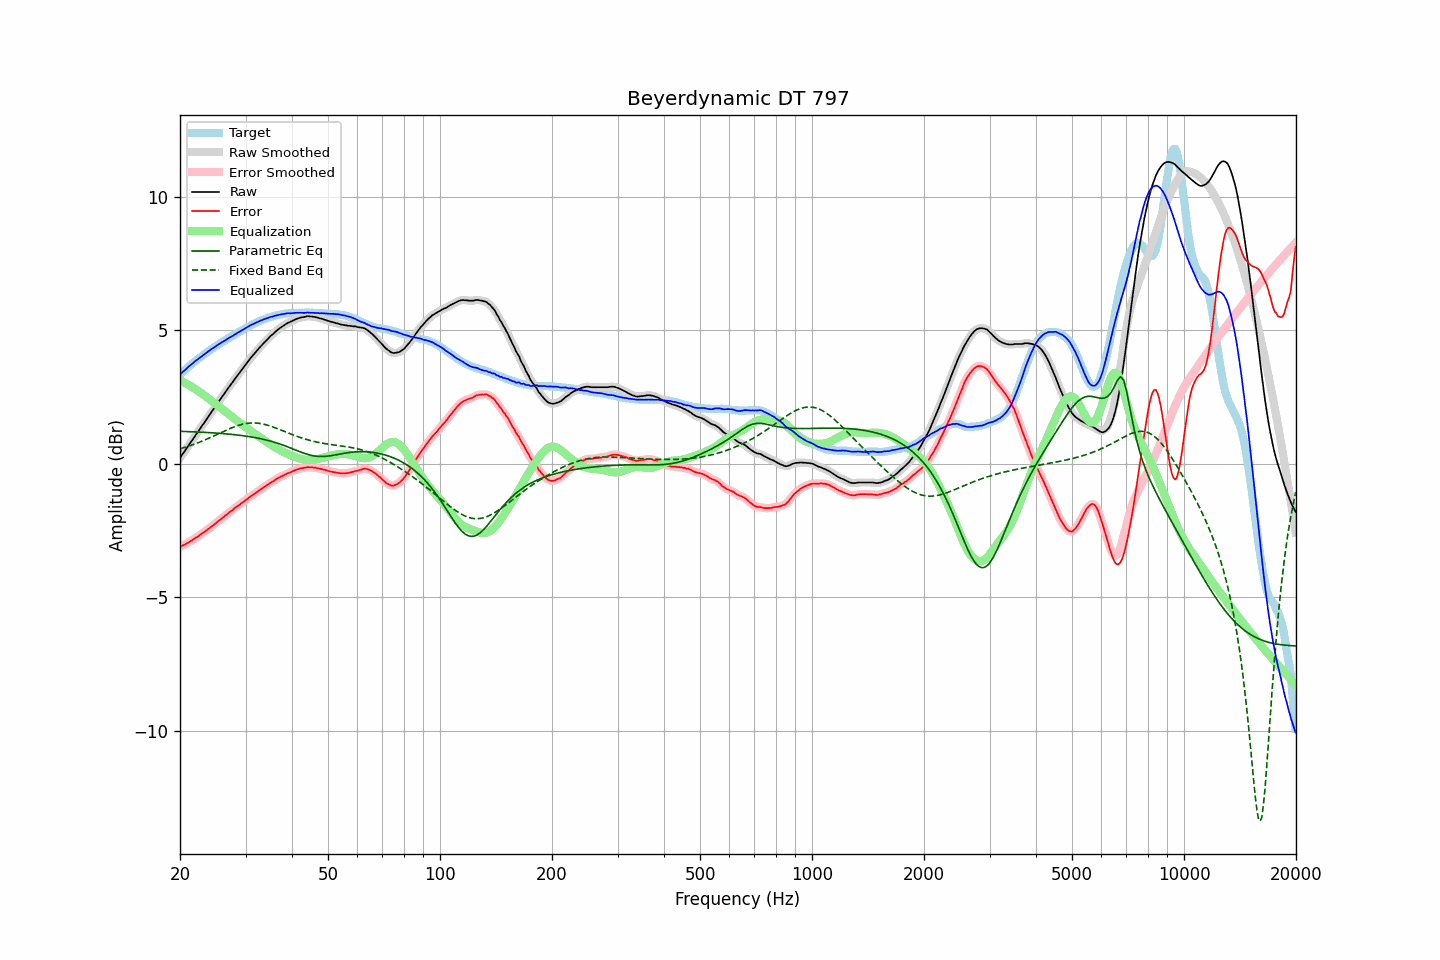 Beyerdynamic DT 797
Target
Raw Smoothed
Error Smoothed
Raw
Error
Equalization
Parametric Eq
Fixed Band Eq
Equalized
Amplitude (dBr)
10
5
0
−5
−10
20
50
100
200
500
1000
2000
5000
10000
20000
Frequency (Hz)